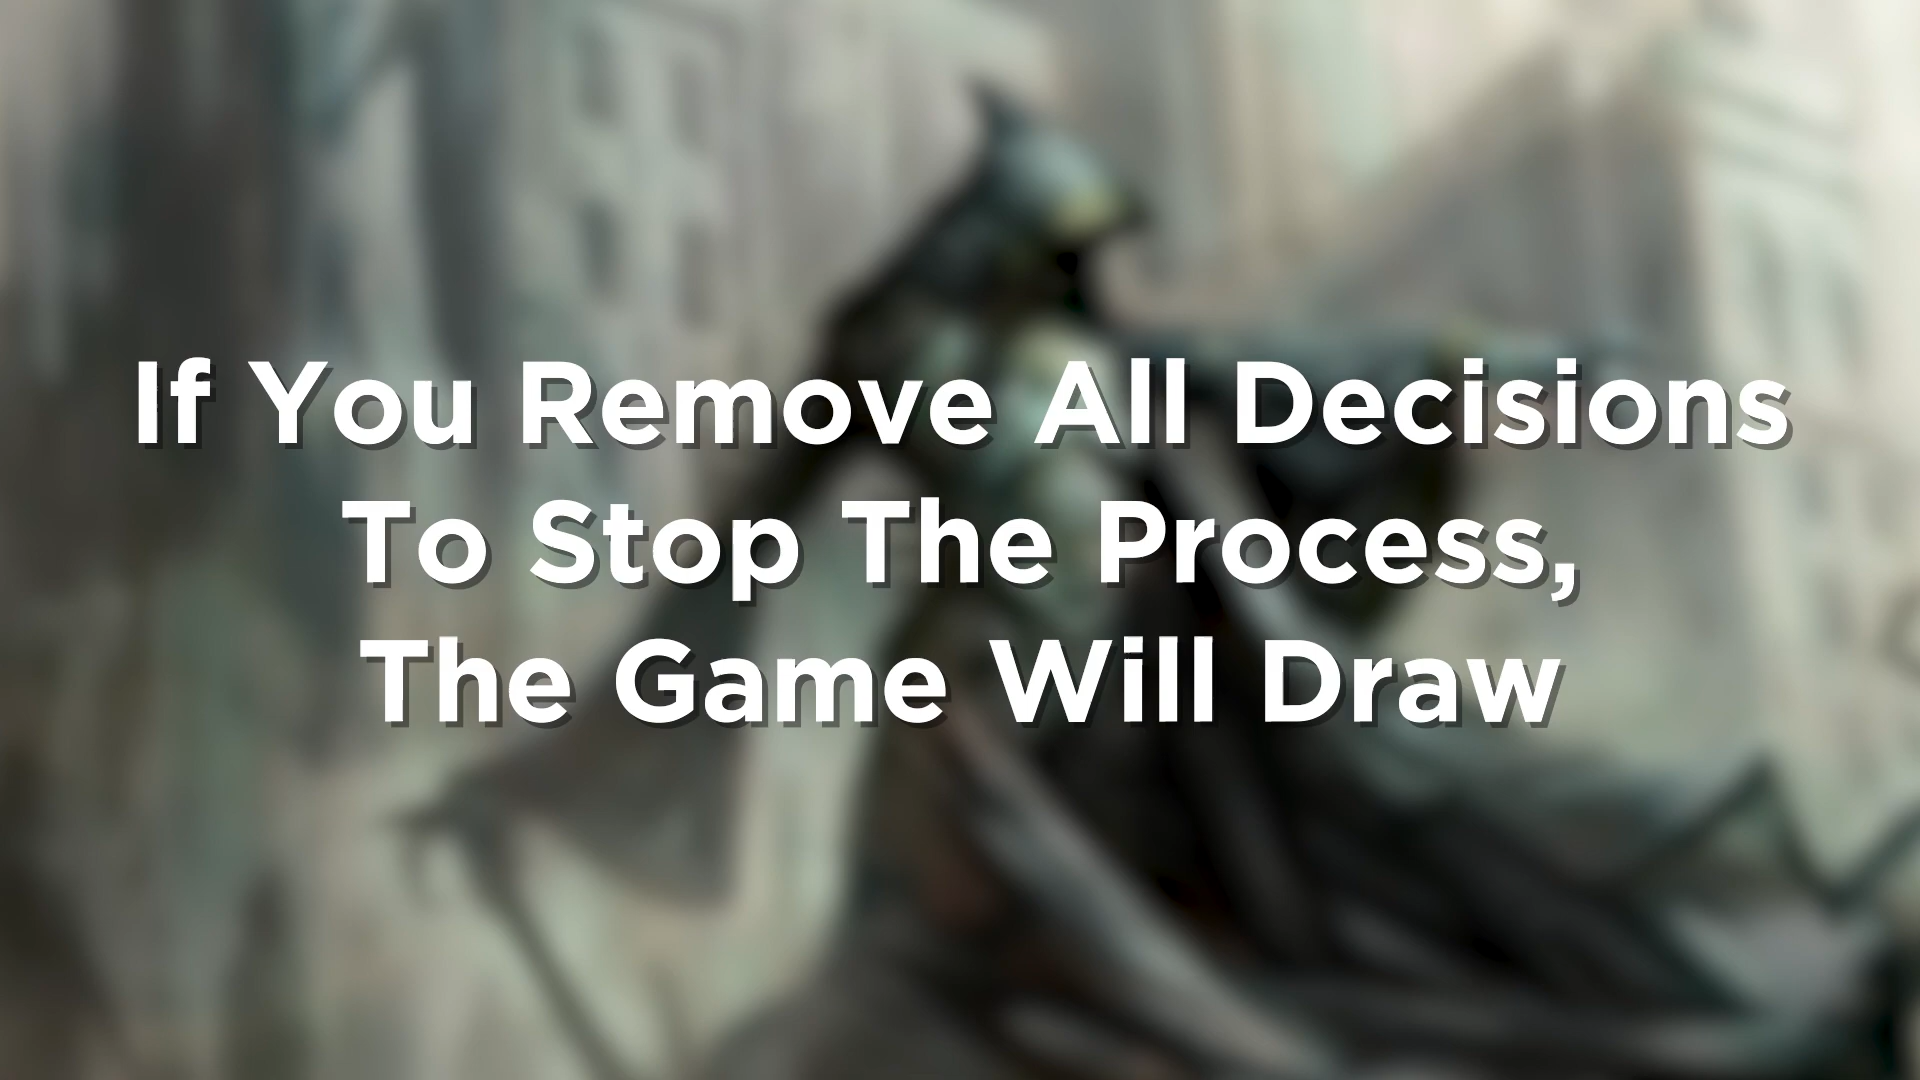 If You Remove All Decisions
To Stop The Process,
The Game Will Draw